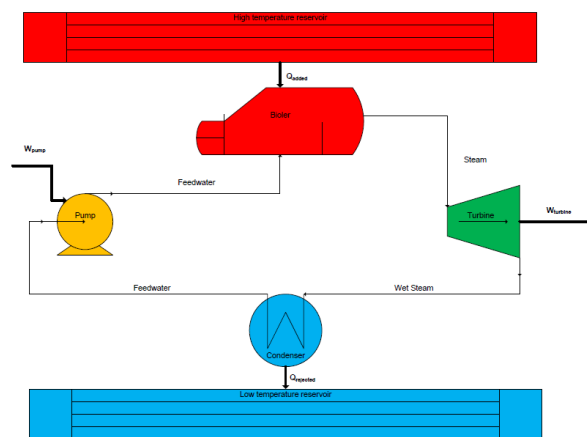 High temperature reservoir
Qadded
Bioler
Wpump
Steam
Feedwater
Pump
Turbine
Wturbine
Feedwater
Wet Steam
Condenser
Qrejected
Low temperature reservoir